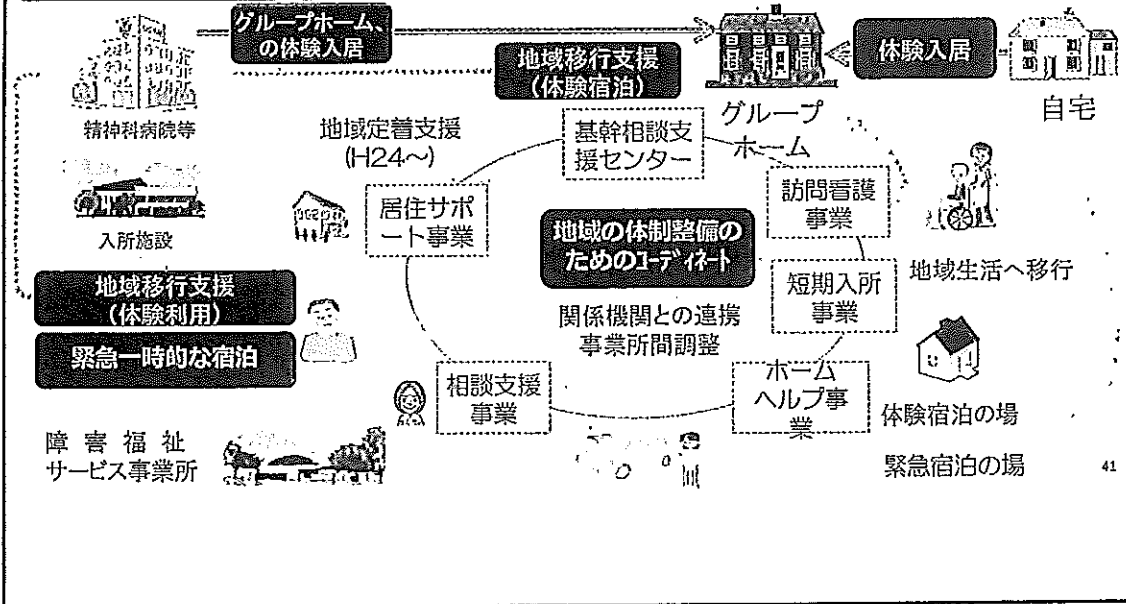 グループホーム、
の体験入居
地域移行支援
(体験宿泊)
体験入居
精神科病院等
地域定着支援
(H24～)
基幹相談支
援センター
グループ
ホーム
自宅
入所施設
居住サポ
ート事業
訪問看護
事業
地域の体制整備の
ためのｺｰﾃﾞｨﾈｰﾄ
地域生活へ移行
地域移行支援
(体験利用)
短期入所
事業
関係機関との連携
事業所間調整
緊急一時的な宿泊
相談支援
事業
ホーム
ヘルプ事
業
体験宿泊の場
障害福祉
サービス事業所
緊急宿泊の場
41